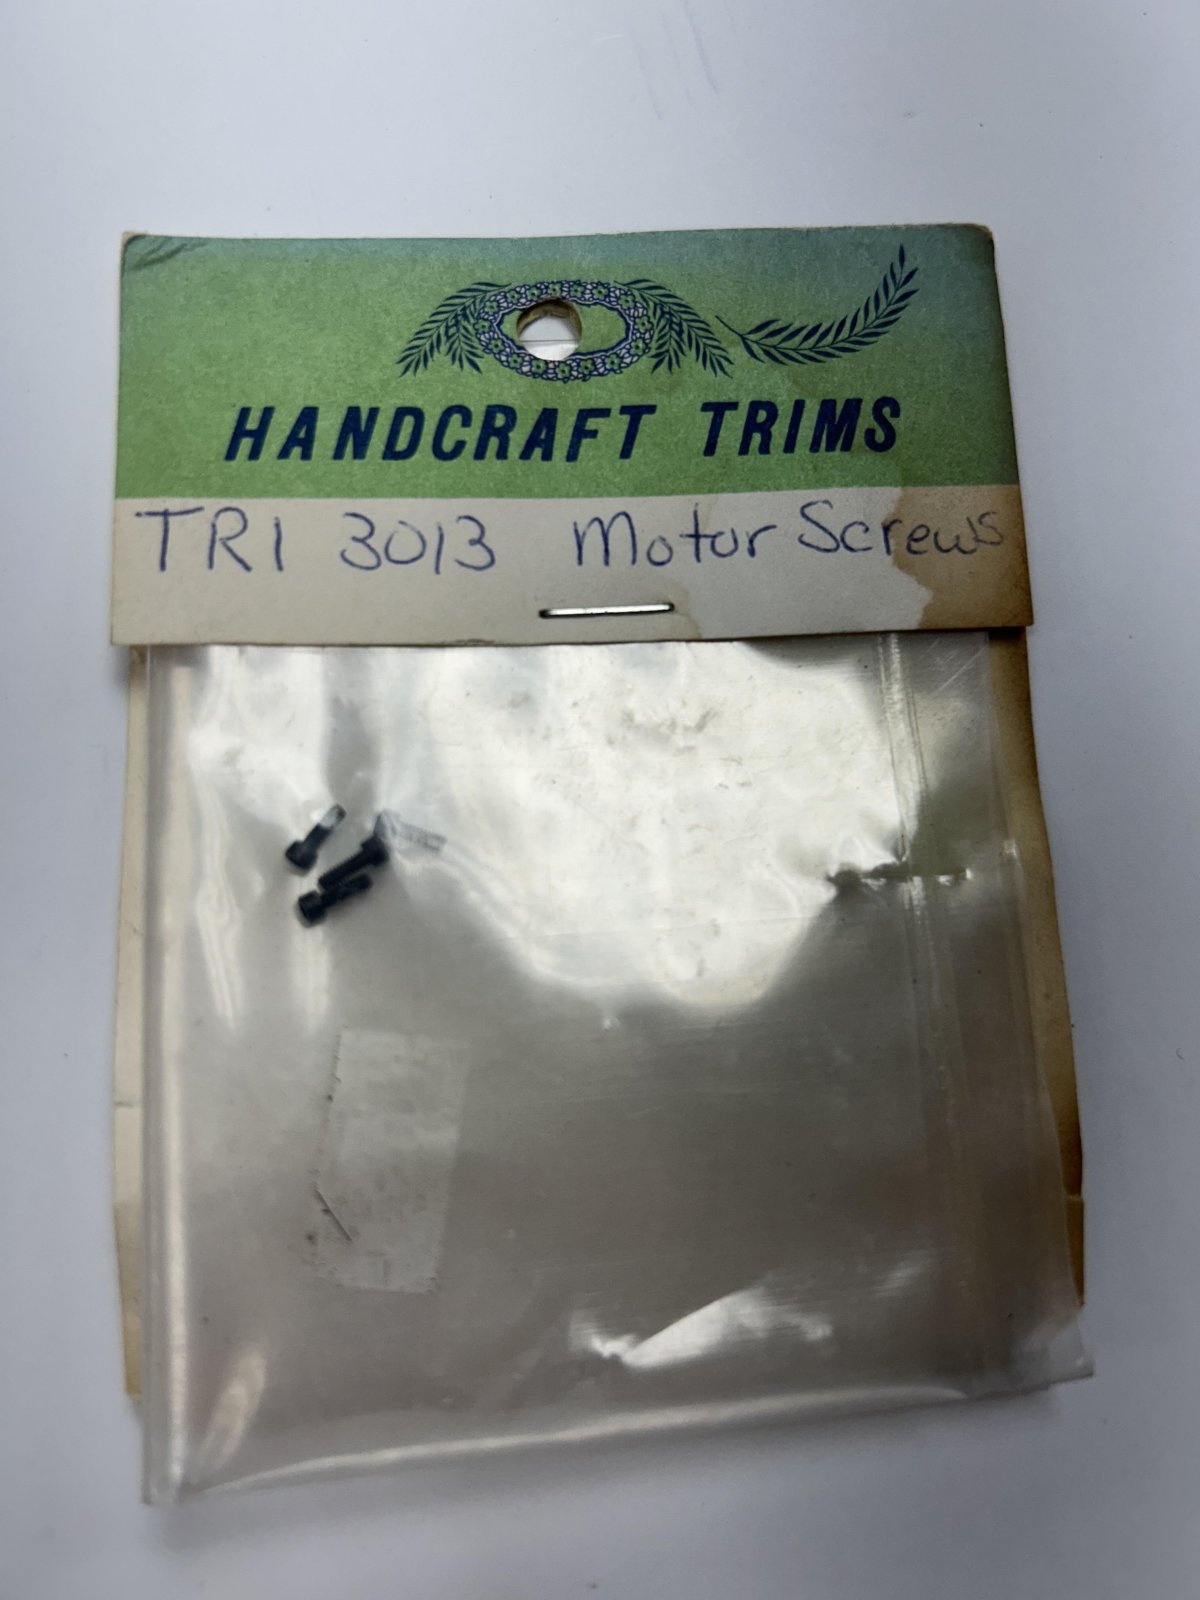 HANDCRAFT TRIMS
TRI 3013 Motor Screws